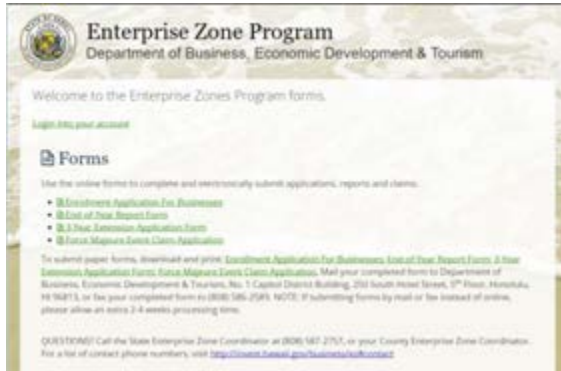 Enterprise Zone Program
Department of Business, Economic Development & Tourism
Welcome to the Enterprise Zones Program forms.
Login into your account
Forms
Use the online forms to complete and electronically submit applications, reports and claims.
Enrollment Application For Businesses
End of Year Report Form
3 Year Extension Application Form
Force Majeure Event Claim Application
To submit paper forms, download and print: Enrollment Application For Businesses, End of Year Report Form, 3 Year
Extension Application Form, Force Majeure Event Claim Application. Mail your completed form to Department of
Business, Economic Development & Tourism, No. 1 Capitol District Building, 250 South Hotel Street, 5th Floor, Honolulu,
HI 96813, or fax your completed form to (808) 586-2589. NOTE: If submitting forms by mail or fax instead of online,
please allow an extra 2-4 weeks processing time.
QUESTIONS? Call the State Enterprise Zone Coordinator at (808) 587-2757, or your County Enterprise Zone Coordinator.
For a list of contact phone numbers, visit http://invest.hawaii.gov/business/ez/#contact